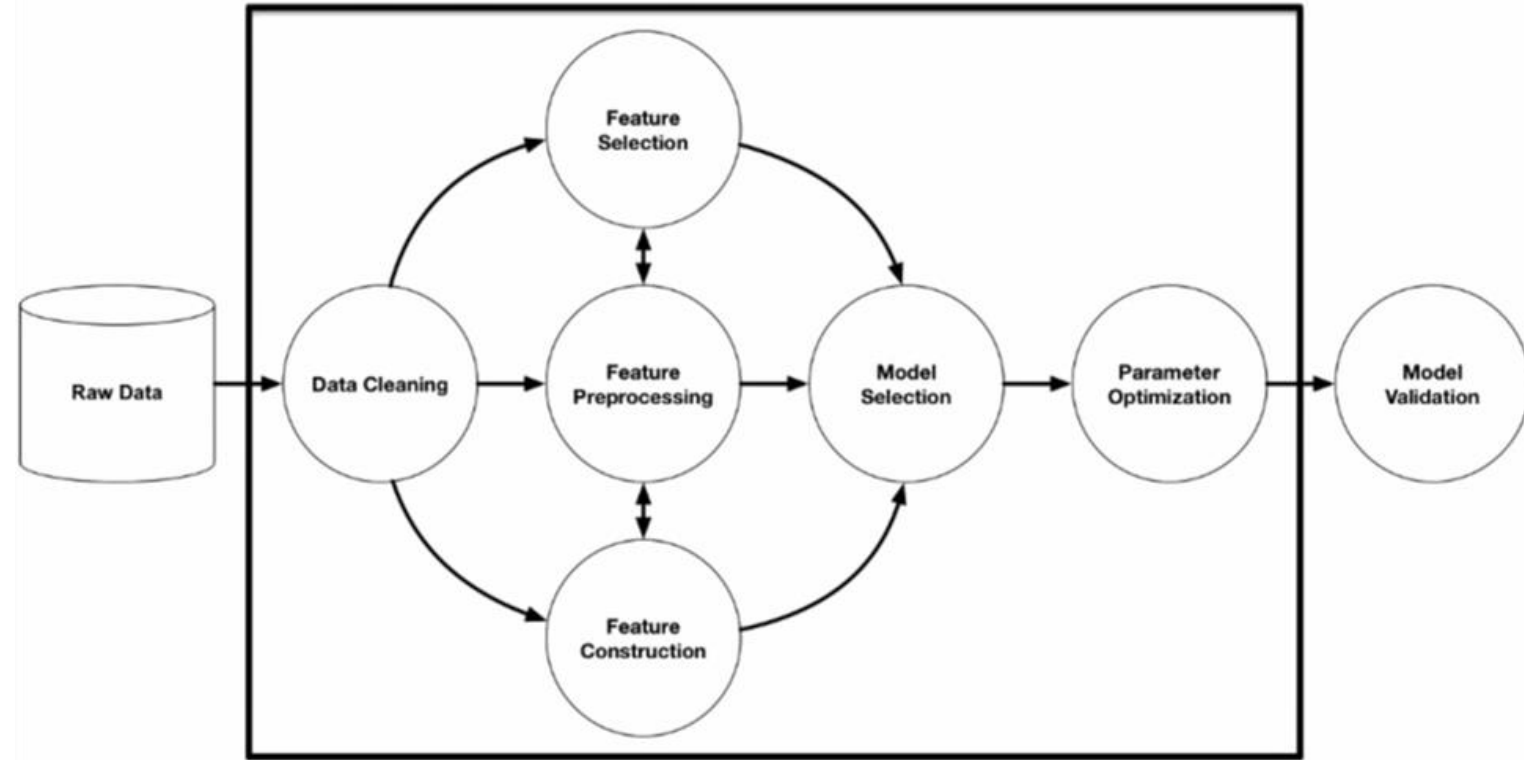 Feature
Selection
Raw Data
Data Cleaning
Feature
Preprocessing
Model
Selection
Parameter
Optimization
Model
Validation
Feature
Construction